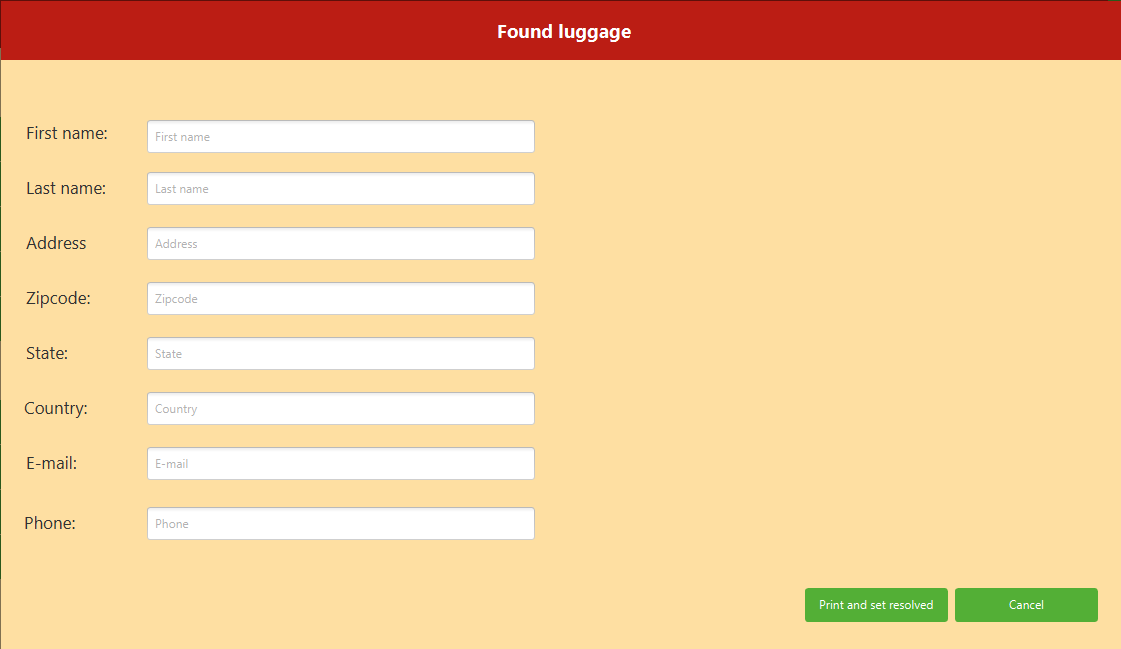 Found luggage
First name: First name
Last name: Last name
Address Address
Zipcode: Zipcode
State: State
Country: Country
E-mail: E-mail
Phone: Phone
Print and set resolved Cancel